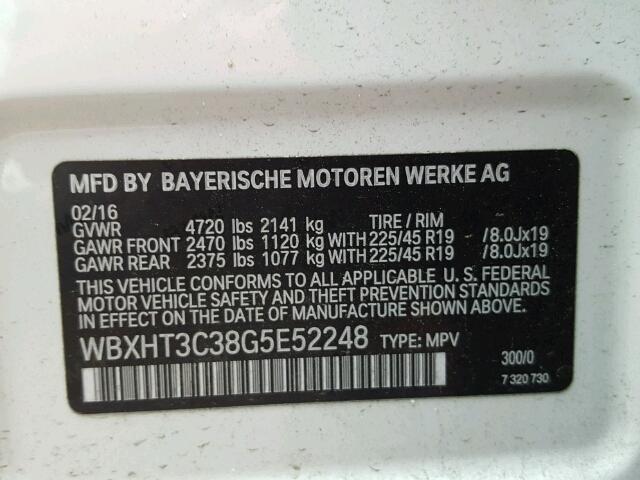 MFD BY BAYERISCHE MOTOREN WERKE AG
02/16
GVWR 4720 lbs 2141 kg TIRE / RIM
GAWR FRONT 2470 lbs 1120 kg WITH 225/45 R19 /8.0Jx19
GAWR REAR 2375 lbs 1077 kg WITH 225/45 R19 /8.0Jx19
THIS VEHICLE CONFORMS TO ALL APPLICABLE U. S. FEDERAL
MOTOR VEHICLE SAFETY AND THEFT PREVENTION STANDARDS
IN EFFECT ON THE DATE OF MANUFACTURE SHOWN ABOVE.
WBXHT3C38G5E52248 TYPE: MPV
300/0
7 320 730